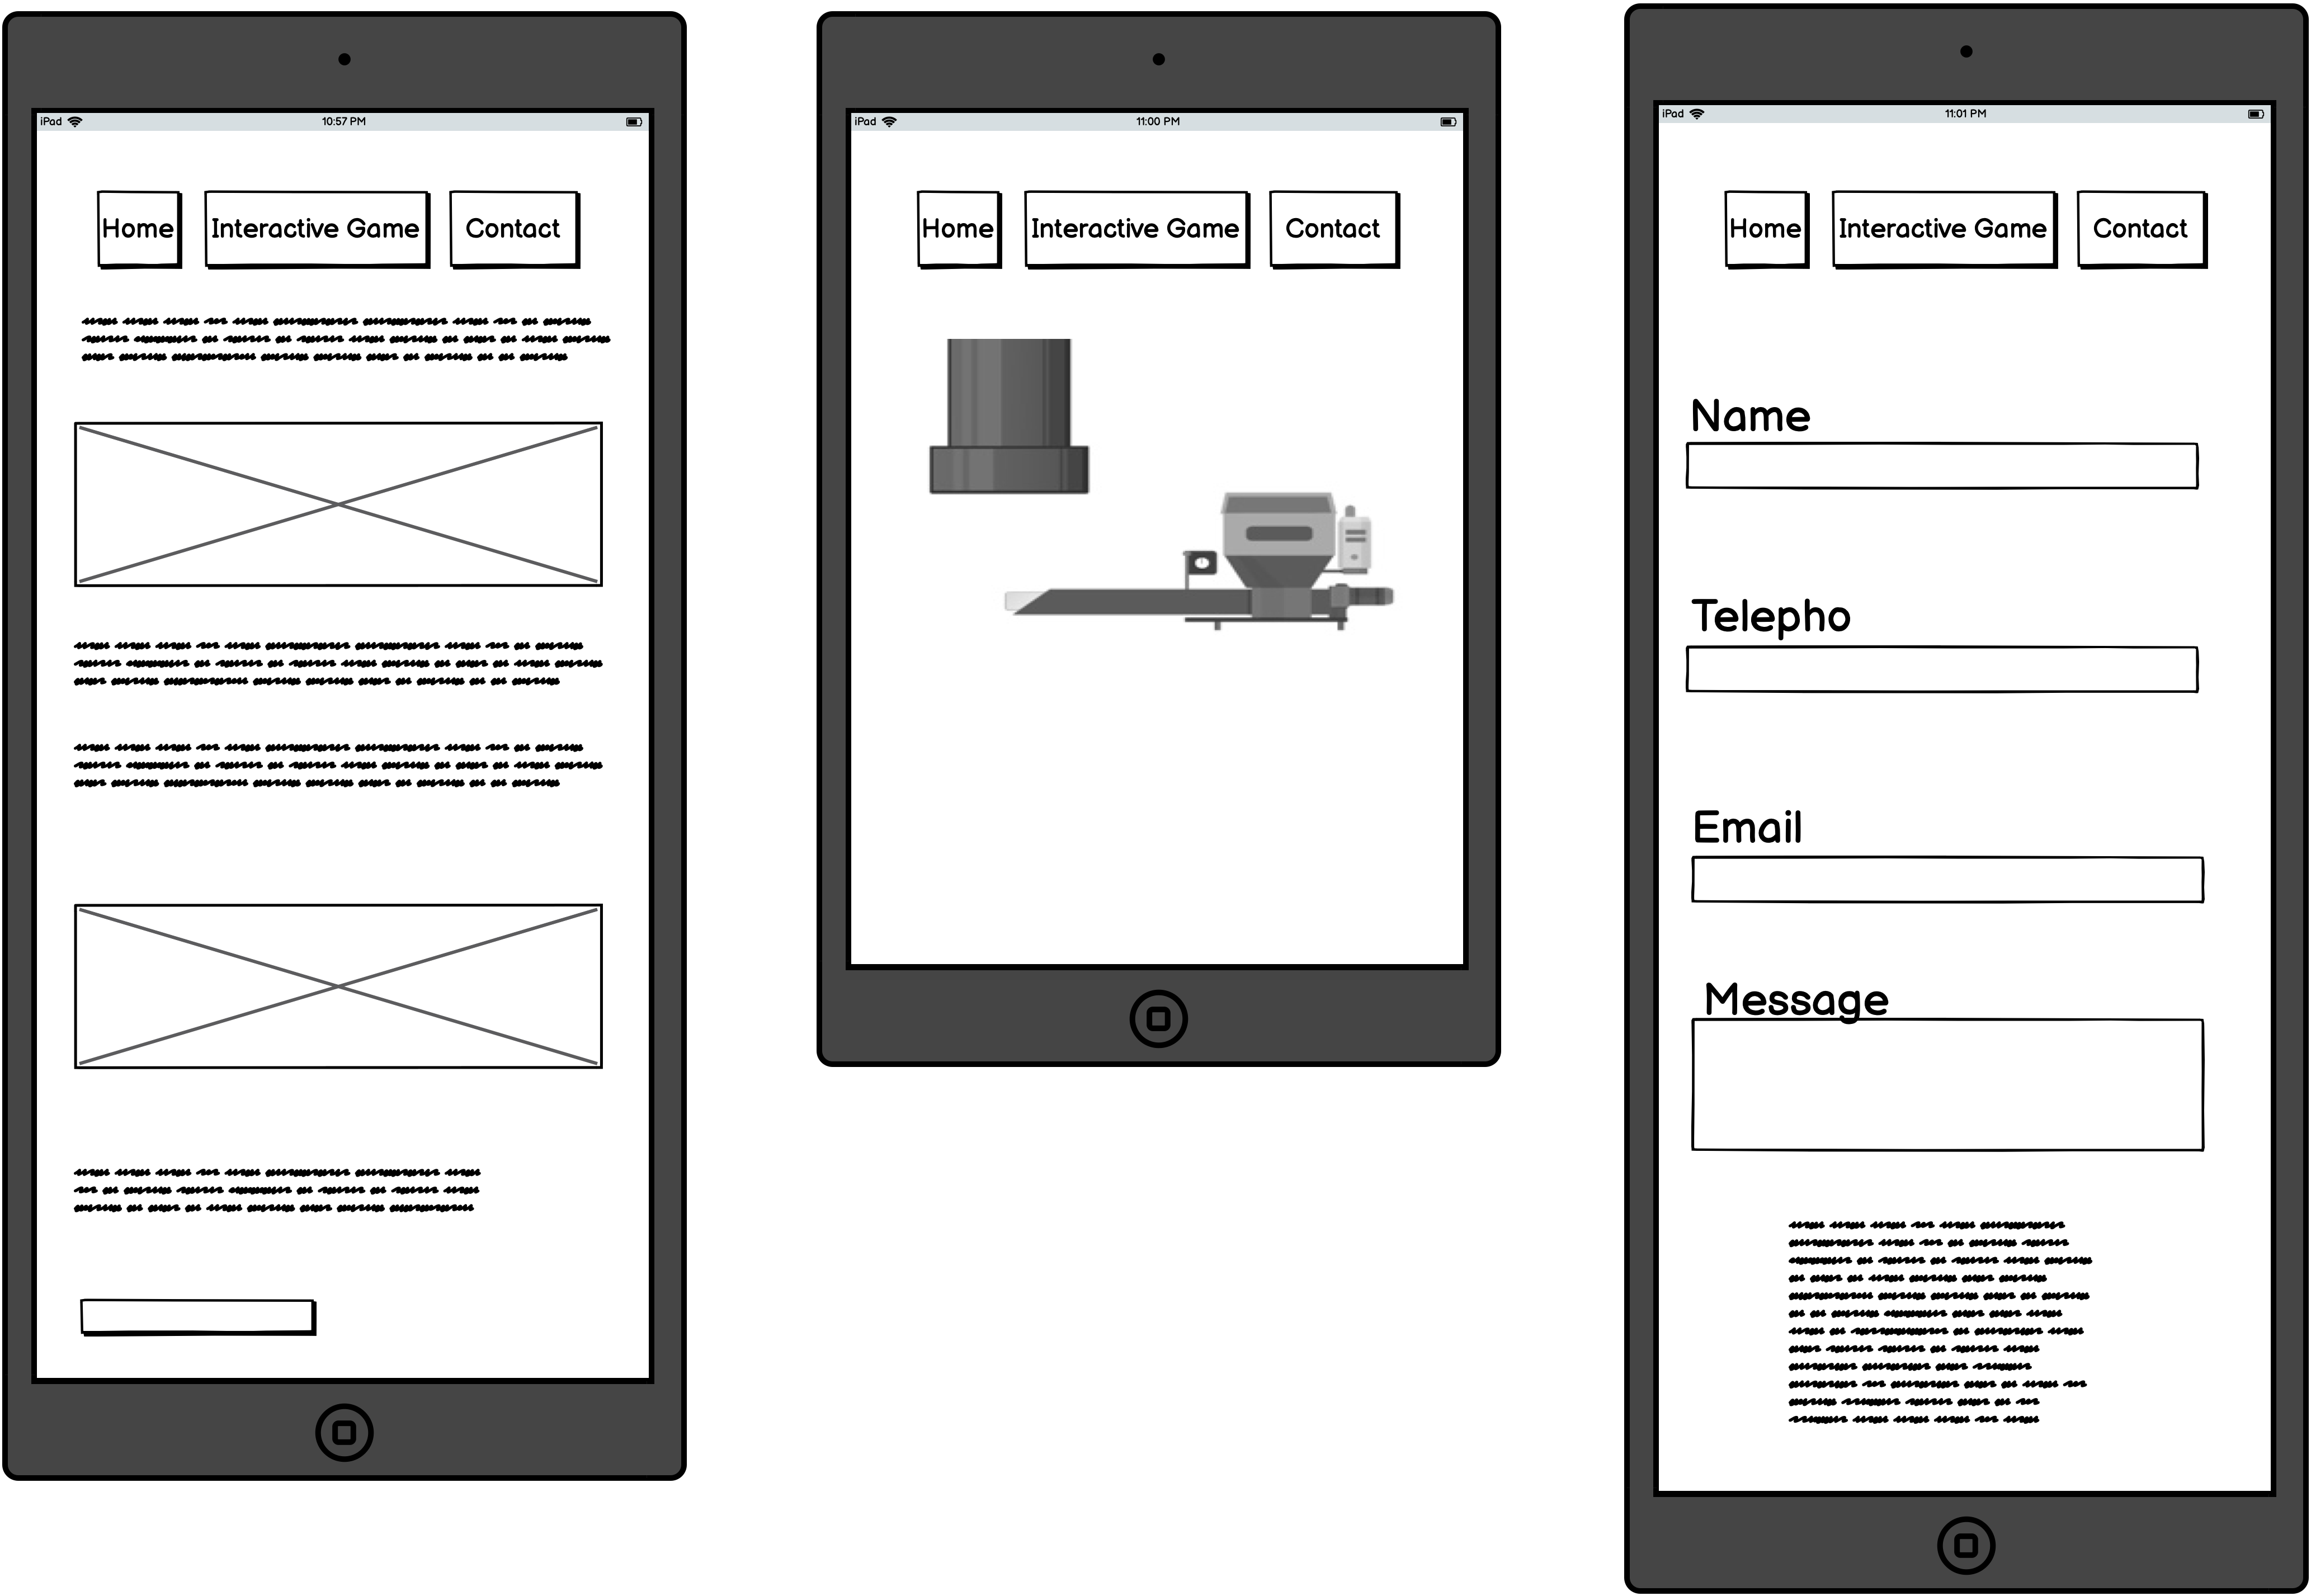 iPad 10:57 PM
Home Interactive Game Contact
iPad 11:00 PM
Home Interactive Game Contact
iPad 11:01 PM
Home Interactive Game Contact
Name
Telepho
Email
Message